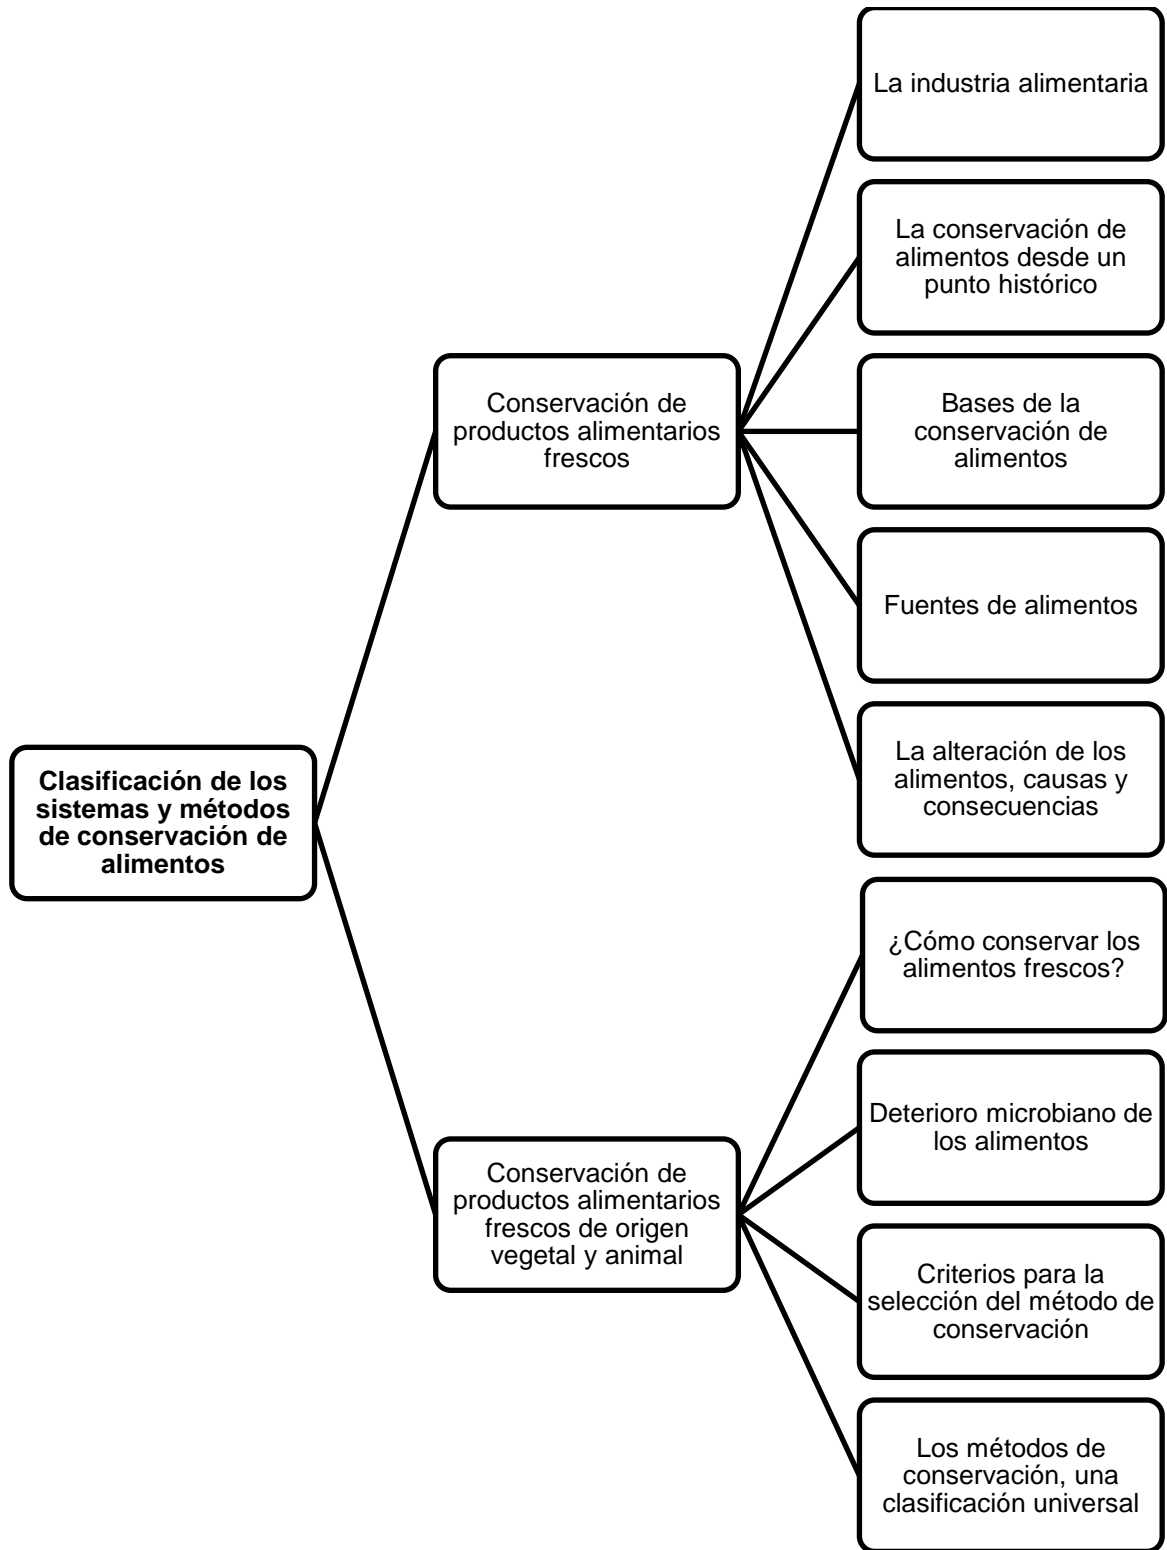 Clasificación de los
sistemas y métodos
de conservación de
alimentos
Conservación de
productos alimentarios
frescos
La industria alimentaria
La conservación de
alimentos desde un
punto histórico
Bases de la
conservación de
alimentos
Fuentes de alimentos
La alteración de los
alimentos, causas y
consecuencias
Conservación de
productos alimentarios
frescos de origen
vegetal y animal
¿Cómo conservar los
alimentos frescos?
Deterioro microbiano de
los alimentos
Criterios para la
selección del método de
conservación
Los métodos de
conservación, una
clasificación universal